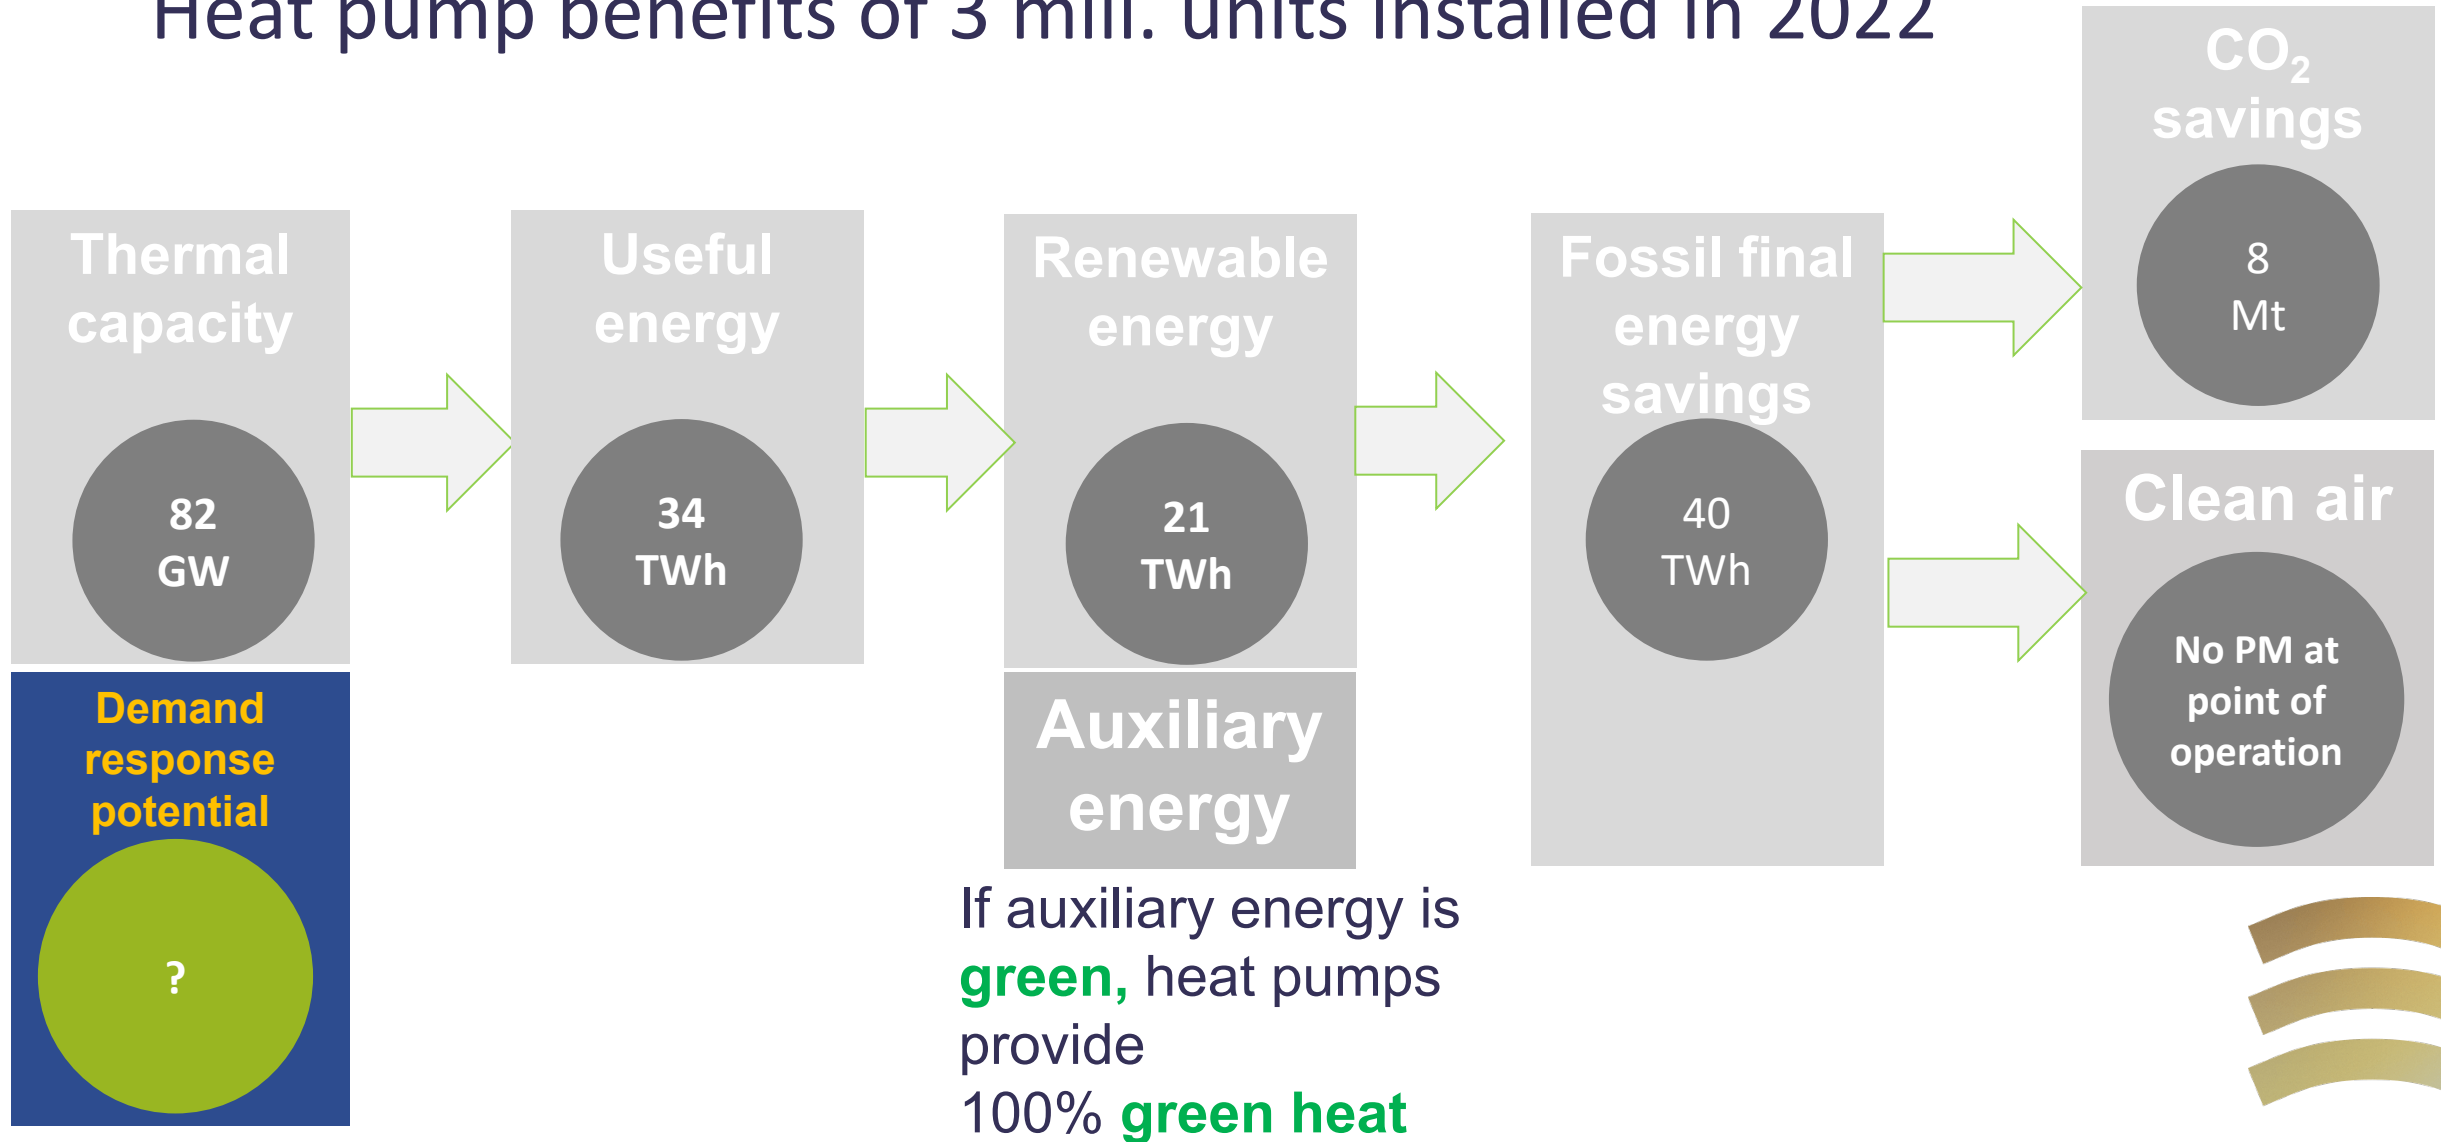 Heat pump benefits of 3 mill. units installed in 2022
Thermal
capacity
82
GW
Demand
response
potential
?
Useful
energy
34
TWh
Renewable
energy
21
TWh
Auxiliary
energy
If auxiliary energy is
green, heat pumps
provide
100% green heat
Fossil final
energy
savings
40
TWh
CO₂
savings
8
Mt
Clean air
No PM at
point of
operation